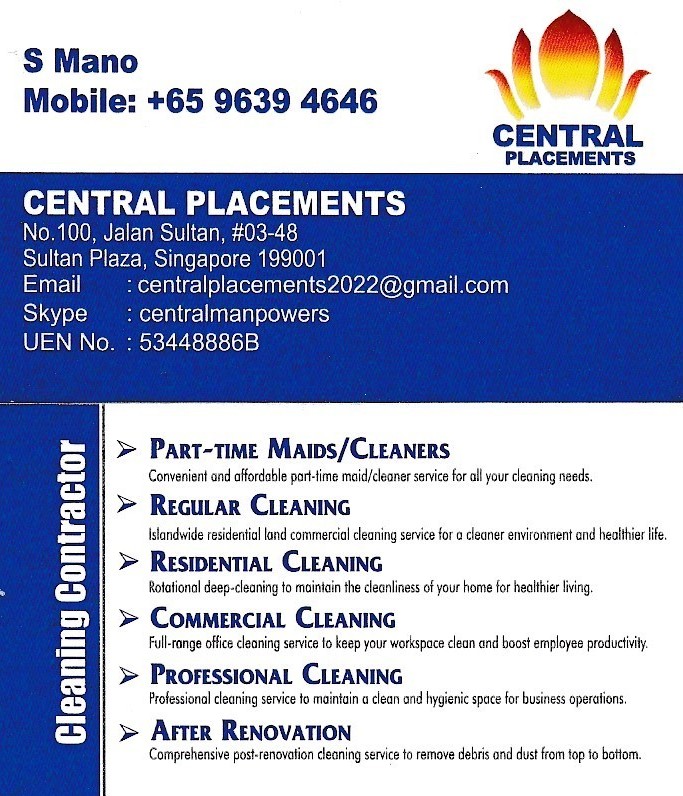 S Mano
Mobile: +65 9639 4646
CENTRAL
PLACEMENTS
CENTRAL PLACEMENTS
No.100, Jalan Sultan, #03-48
Sultan Plaza, Singapore 199001
Email : centralplacements2022@gmail.com
Skype : centralmanpowers
UEN No. : 53448886B
Cleaning Contractor
➢ PART-TIME MAIDS/CLEANERS
Convenient and affordable part-time maid/cleaner service for all your cleaning needs.
➢ REGULAR CLEANING
Islandwide residential land commercial cleaning service for a cleaner environment and healthier life.
➢ RESIDENTIAL CLEANING
Rotational deep-cleaning to maintain the cleanliness of your home for healthier living.
➢ COMMERCIAL CLEANING
Full-range office cleaning service to keep your workspace clean and boost employee productivity.
➢ PROFESSIONAL CLEANING
Professional cleaning service to maintain a clean and hygienic space for business operations.
➢ AFTER RENOVATION
Comprehensive post-renovation cleaning service to remove debris and dust from top to bottom.